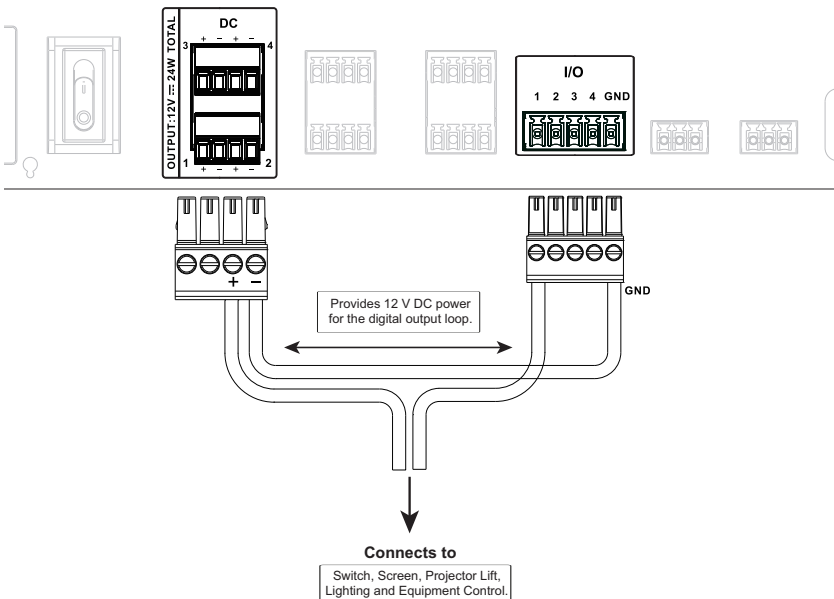 OUTPUT:12V ⎓ 24W TOTAL
DC
3 + − + − 4
1 + − + − 2
I/O
1 2 3 4 GND
+ −
GND
Provides 12 V DC power
for the digital output loop.
Connects to
Switch, Screen, Projector Lift,
Lighting and Equipment Control.